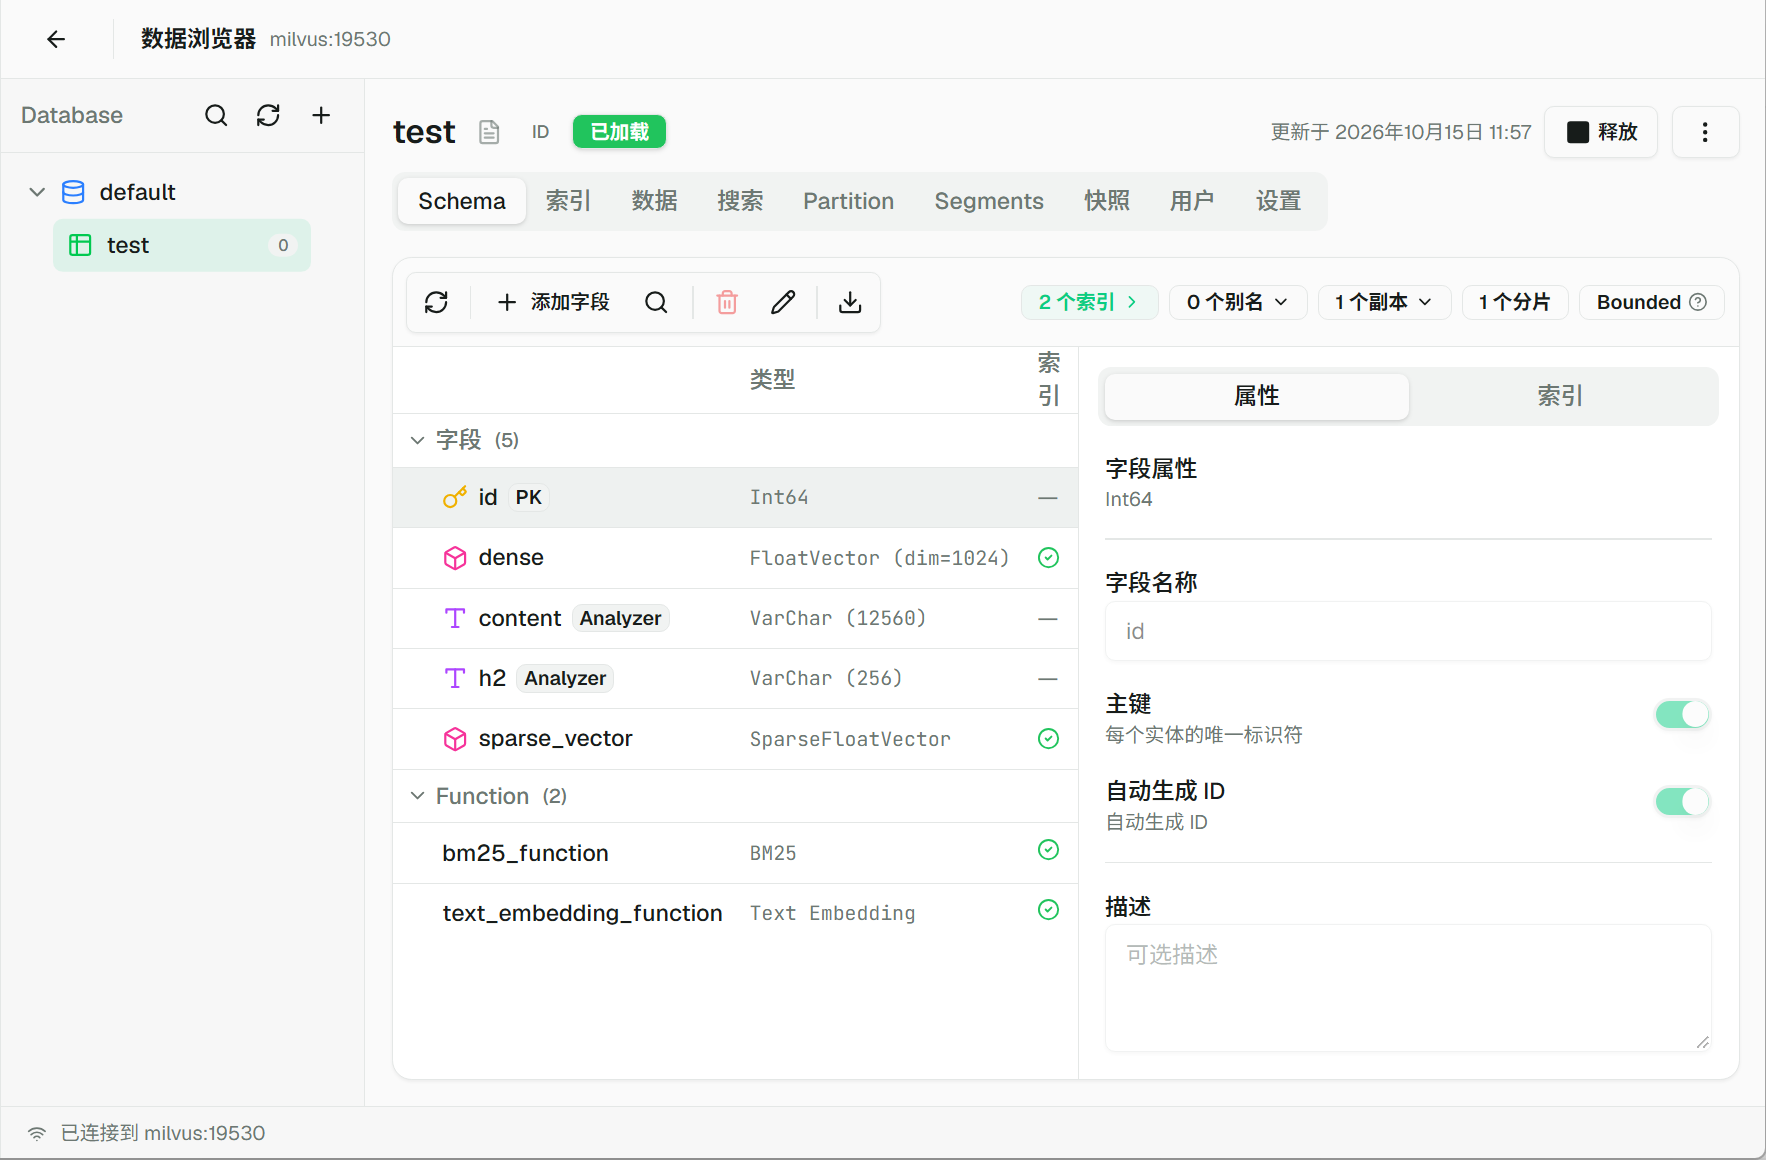 数据浏览器 milvus:19530
Database
default
test 0
test ID 已加载
更新于 2026年10月15日 11:57 释放
Schema 索引 数据 搜索 Partition Segments 快照 用户 设置
添加字段
2 个索引 0 个别名 1 个副本 1 个分片 Bounded
类型 索引
字段 (5)
id PK Int64 —
dense FloatVector (dim=1024)
content Analyzer VarChar (12560) —
h2 Analyzer VarChar (256) —
sparse_vector SparseFloatVector
Function (2)
bm25_function BM25
text_embedding_function Text Embedding
属性 索引
字段属性
Int64
字段名称
id
主键
每个实体的唯一标识符
自动生成 ID
自动生成 ID
描述
可选描述
已连接到 milvus:19530